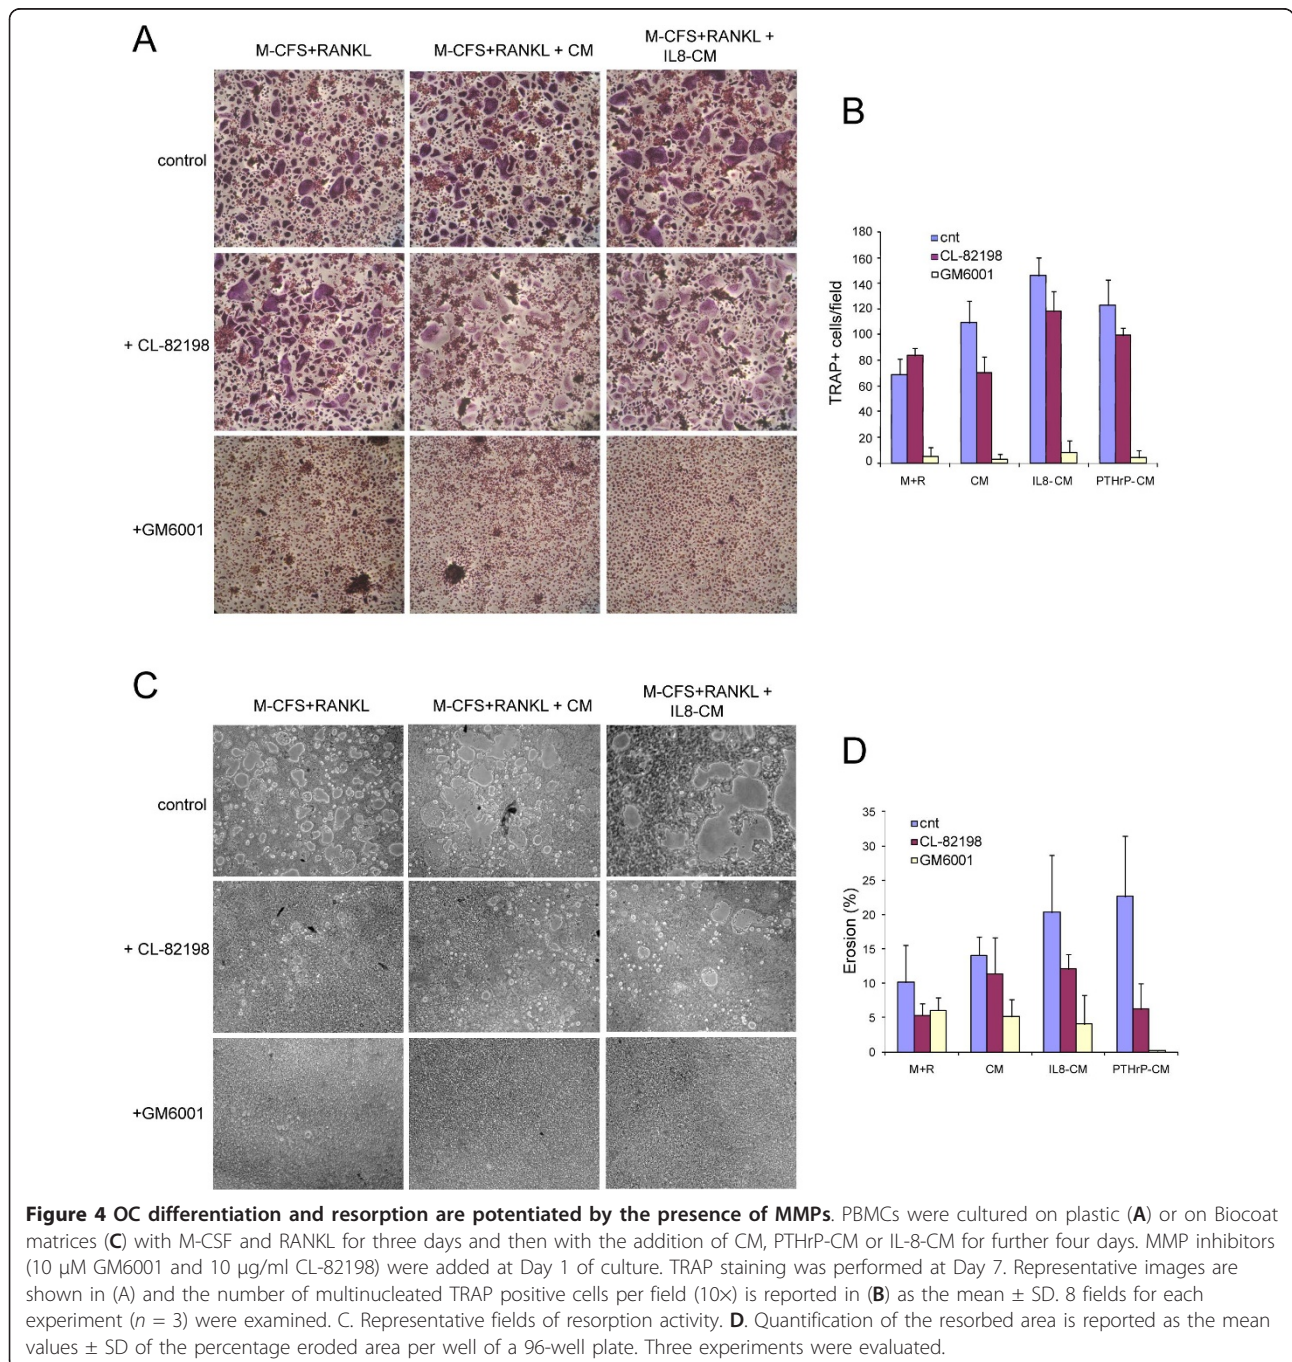 A
M-CFS+RANKL
M-CFS+RANKL + CM
M-CFS+RANKL +
IL8-CM
control
+ CL-82198
+GM6001
B
180
160
140
120
100
80
60
40
20
0
TRAP+ cells/field
cnt
CL-82198
GM6001
M+R
CM
IL8-CM
PTHrP-CM
C
M-CFS+RANKL
M-CFS+RANKL + CM
M-CFS+RANKL +
IL8-CM
control
+ CL-82198
+GM6001
D
35
30
25
20
15
10
5
0
Erosion (%)
cnt
CL-82198
GM6001
M+R
CM
IL8-CM
PTHrP-CM
Figure 4 OC differentiation and resorption are potentiated by the presence of MMPs. PBMCs were cultured on plastic (A) or on Biocoat
matrices (C) with M-CSF and RANKL for three days and then with the addition of CM, PTHrP-CM or IL-8-CM for further four days. MMP inhibitors
(10 μM GM6001 and 10 μg/ml CL-82198) were added at Day 1 of culture. TRAP staining was performed at Day 7. Representative images are
shown in (A) and the number of multinucleated TRAP positive cells per field (10×) is reported in (B) as the mean ± SD. 8 fields for each
experiment (n = 3) were examined. C. Representative fields of resorption activity. D. Quantification of the resorbed area is reported as the mean
values ± SD of the percentage eroded area per well of a 96-well plate. Three experiments were evaluated.